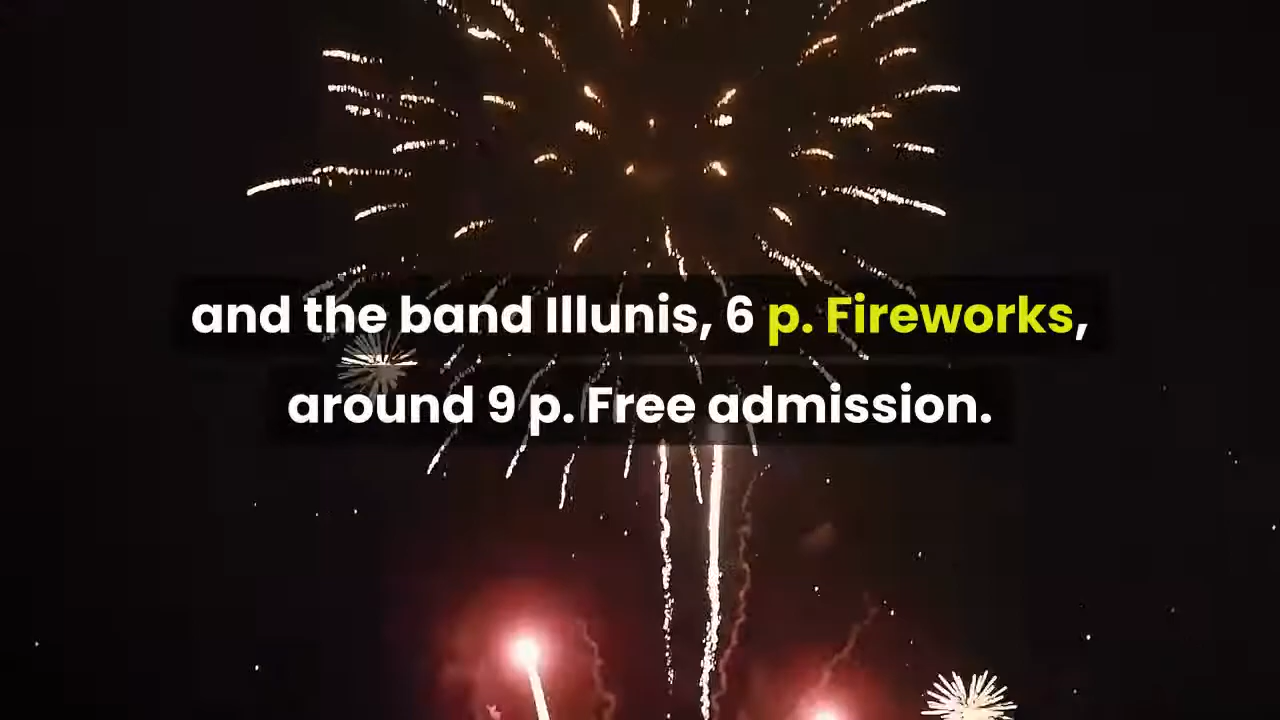 and the band Illunis, 6 p. Fireworks,
around 9 p. Free admission.